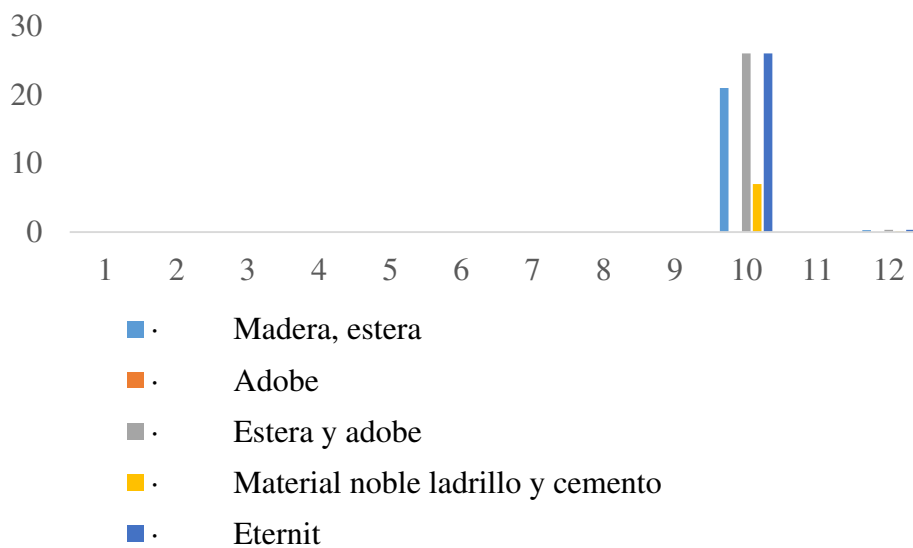 30
20
10
0
1 2 3 4 5 6 7 8 9 10 11 12
· Madera, estera
· Adobe
· Estera y adobe
· Material noble ladrillo y cemento
· Eternit